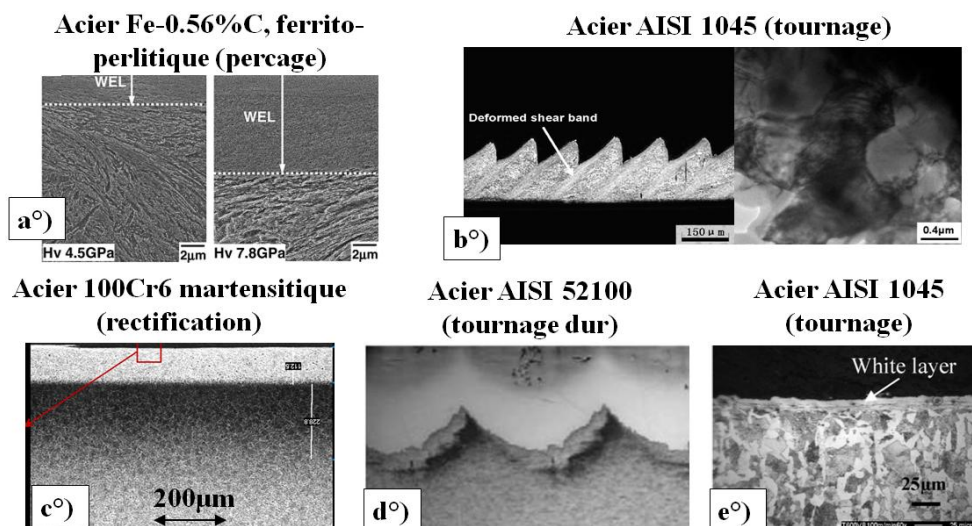 Acier Fe-0.56%C, ferrito-
perlitique (percage)
WEL
WEL
a°)
Hv 4.5GPa
2μm
Hv 7.8GPa
2μm
Acier AISI 1045 (tournage)
Deformed shear band
b°)
150 μm
0.4μm
Acier 100Cr6 martensitique
(rectification)
c°)
200μm
Acier AISI 52100
(tournage dur)
d°)
Acier AISI 1045
(tournage)
White layer
25μm
e°)